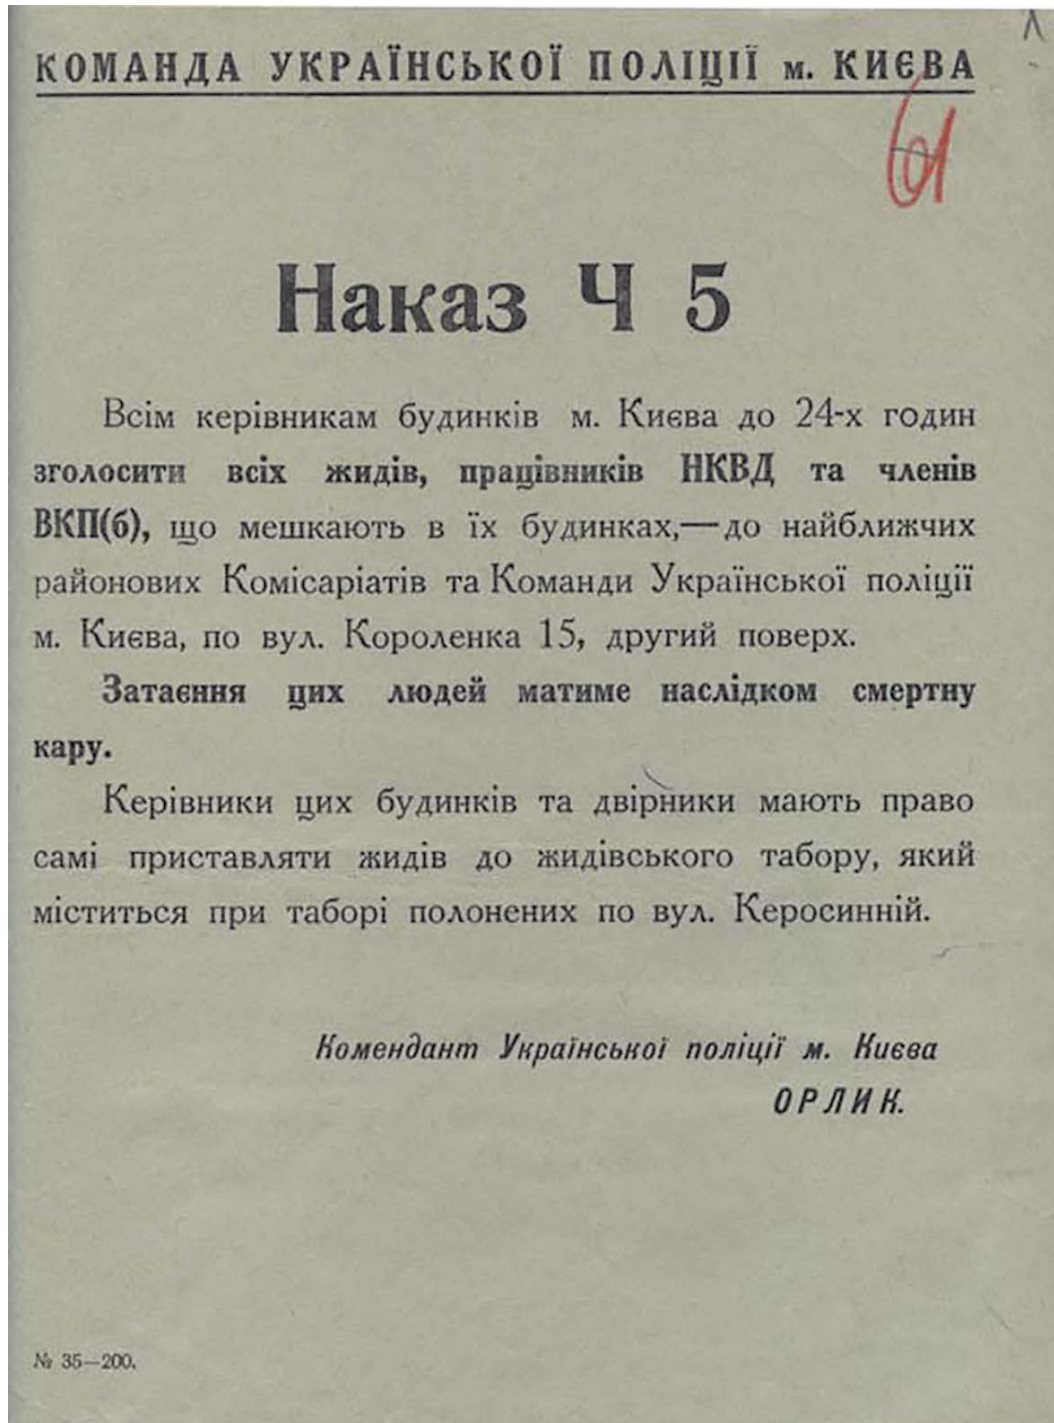 КОМАНДА УКРАЇНСЬКОЇ ПОЛІЦІЇ м. КИЄВА
61
Наказ Ч 5
Всім керівникам будинків м. Києва до 24-х годин
зголосити всіх жидів, працівників НКВД та членів
ВКП(б), що мешкають в їх будинках,—до найближчих
районових Комісаріатів та Команди Української поліції
м. Києва, по вул. Короленка 15, другий поверх.
Затаєння цих людей матиме наслідком смертну
кару.
Керівники цих будинків та двірники мають право
самі приставляти жидів до жидівського табору, який
міститься при таборі полонених по вул. Керосинній.
Комендант Української поліції м. Києва
ОРЛИК.
№ 35—200.